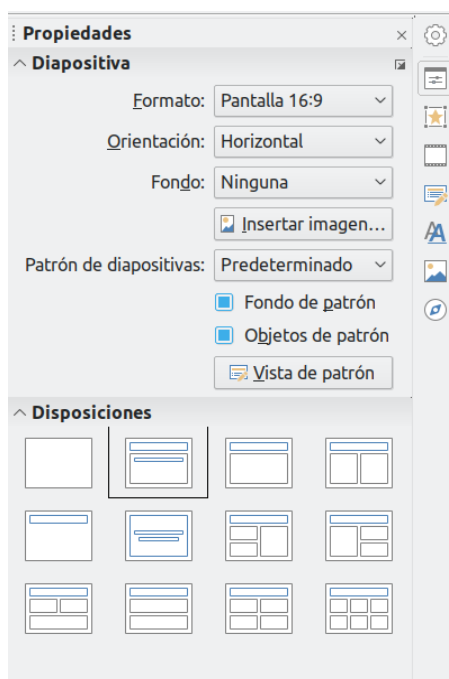 Propiedades
Diapositiva
Formato: Pantalla 16:9
Orientación: Horizontal
Fondo: Ninguna
Insertar imagen...
Patrón de diapositivas: Predeterminado
Fondo de patrón
Objetos de patrón
Vista de patrón
Disposiciones